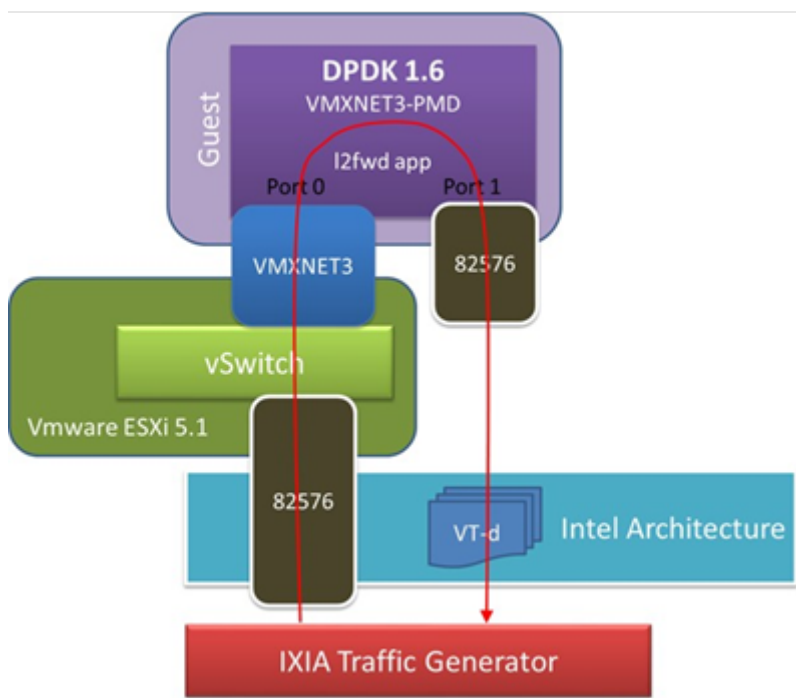 DPDK 1.6
VMXNET3-PMD
Guest
l2fwd app
Port 0
Port 1
VMXNET3
82576
vSwitch
Vmware ESXi 5.1
82576
VT-d
Intel Architecture
IXIA Traffic Generator